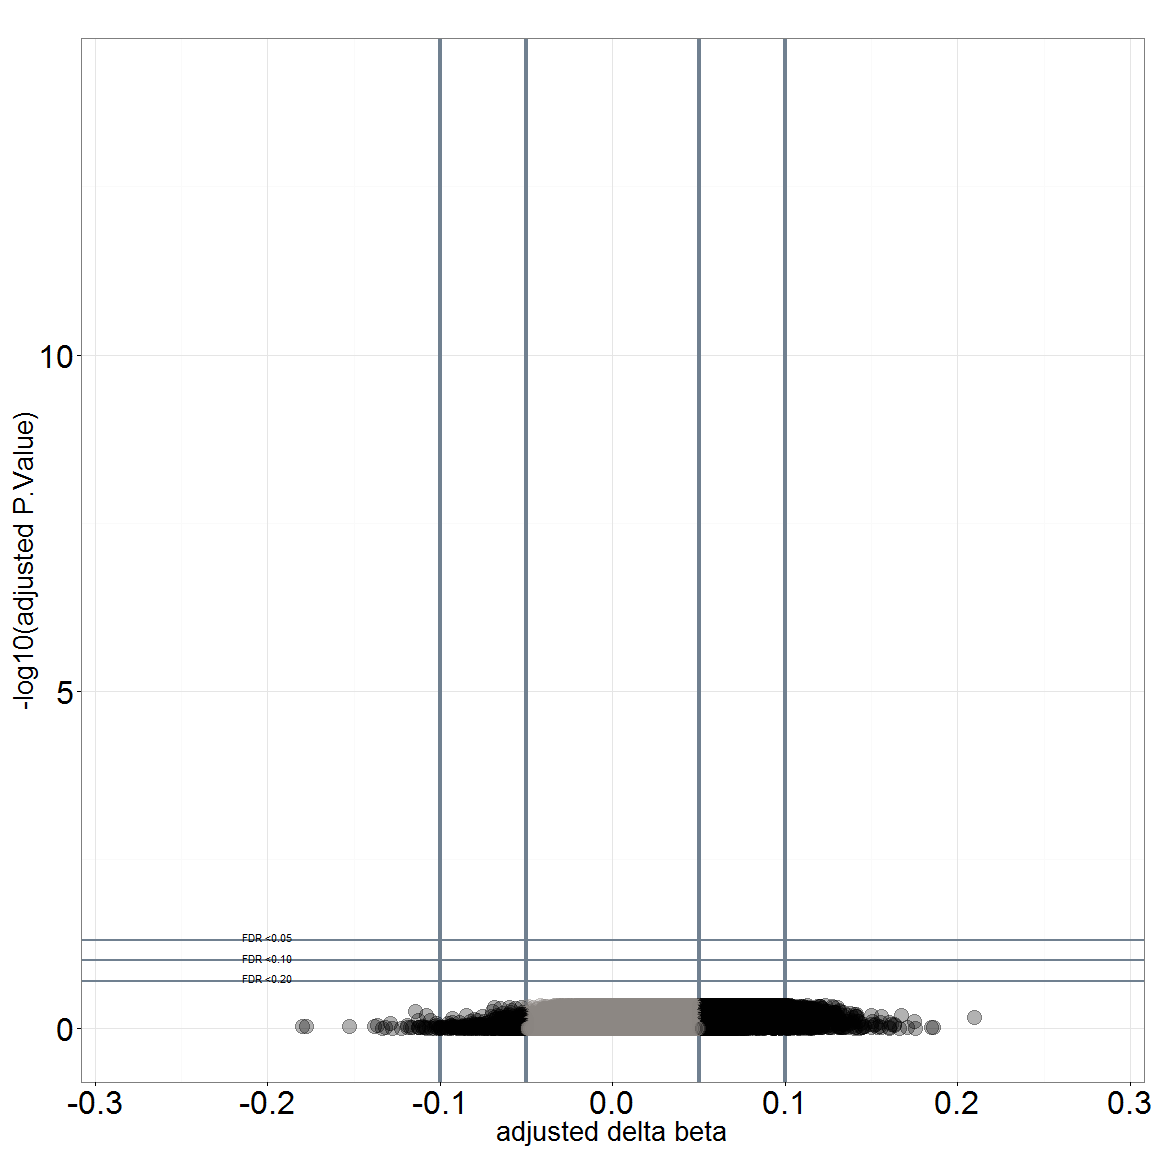 10
5
0
-log10(adjusted P.Value)
FDR <0.05
FDR <0.10
FDR <0.20
-0.3 -0.2 -0.1 0.0 0.1 0.2 0.3
adjusted delta beta